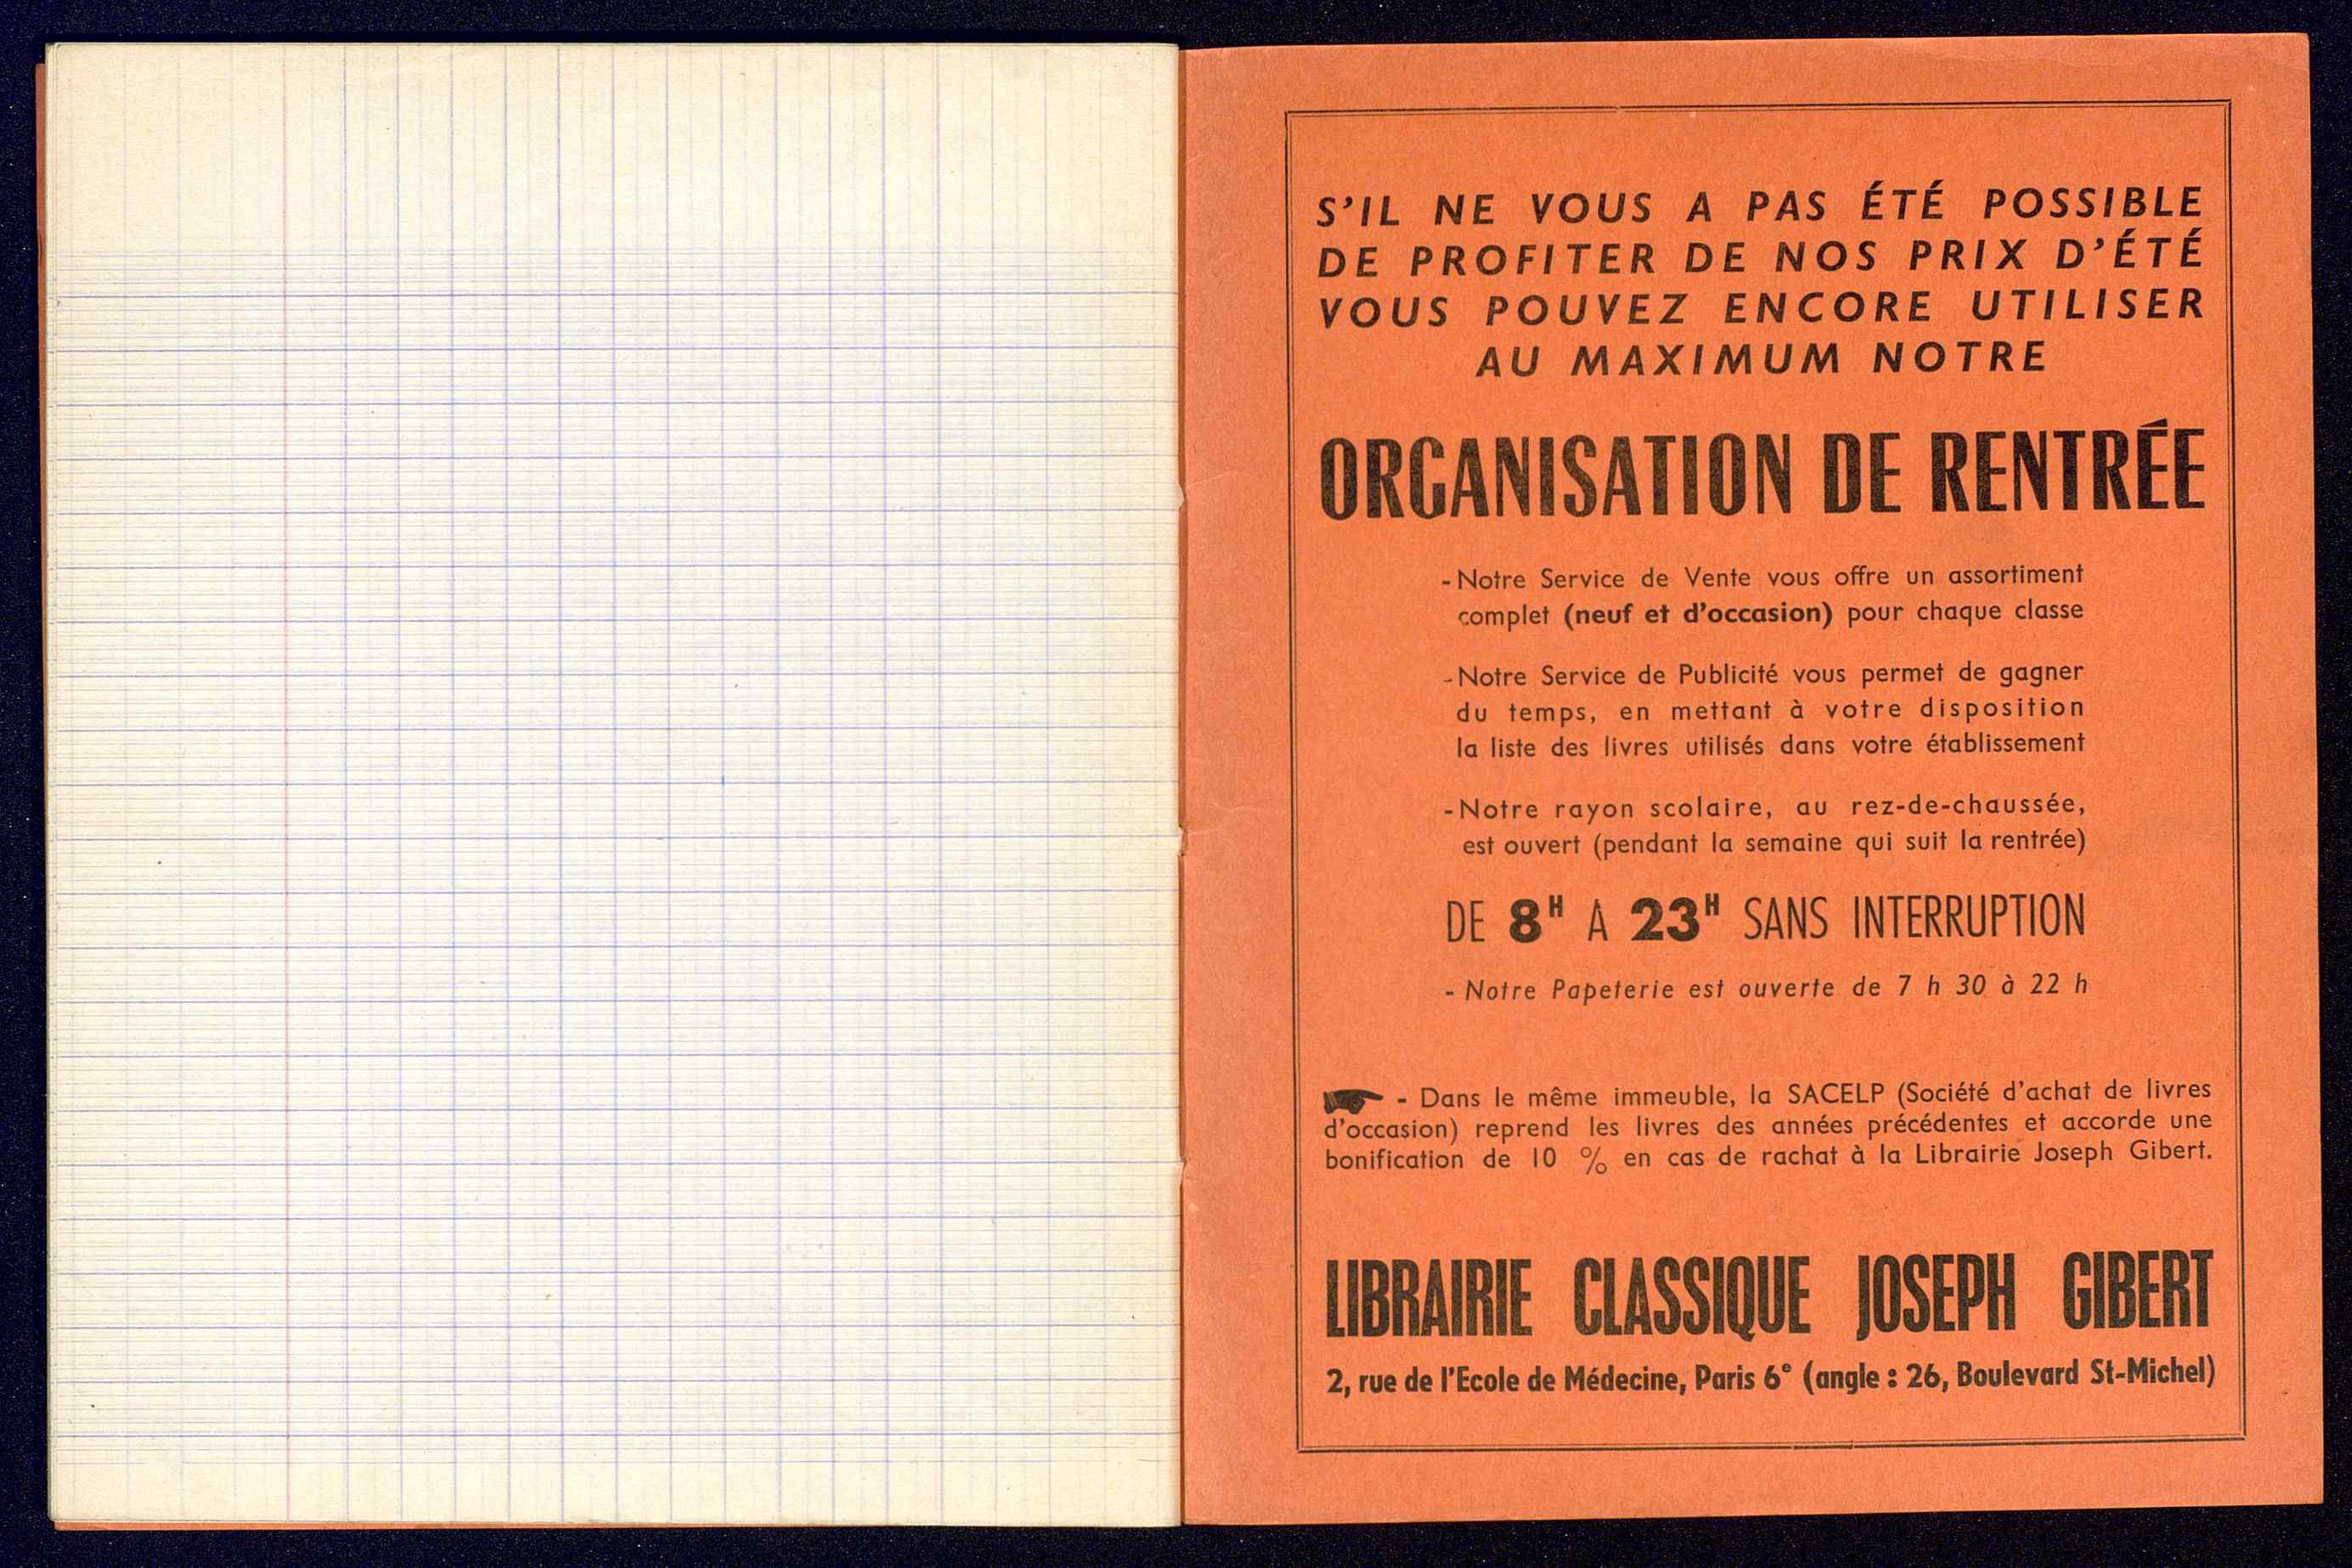 S'IL NE VOUS A PAS ÉTÉ POSSIBLE
DE PROFITER DE NOS PRIX D'ÉTÉ
VOUS POUVEZ ENCORE UTILISER
AU MAXIMUM NOTRE
ORGANISATION DE RENTRÉE
- Notre Service de Vente vous offre un assortiment
complet (neuf et d'occasion) pour chaque classe
- Notre Service de Publicité vous permet de gagner
du temps, en mettant à votre disposition
la liste des livres utilisés dans votre établissement
- Notre rayon scolaire, au rez-de-chaussée,
est ouvert (pendant la semaine qui suit la rentrée)
DE 8H A 23H SANS INTERRUPTION
- Notre Papeterie est ouverte de 7 h 30 à 22 h
- Dans le même immeuble, la SACELP (Société d'achat de livres
d'occasion) reprend les livres des années précédentes et accorde une
bonification de 10 % en cas de rachat à la Librairie Joseph Gibert.
LIBRAIRIE CLASSIQUE JOSEPH GIBERT
2, rue de l'Ecole de Médecine, Paris 6e (angle : 26, Boulevard St-Michel)